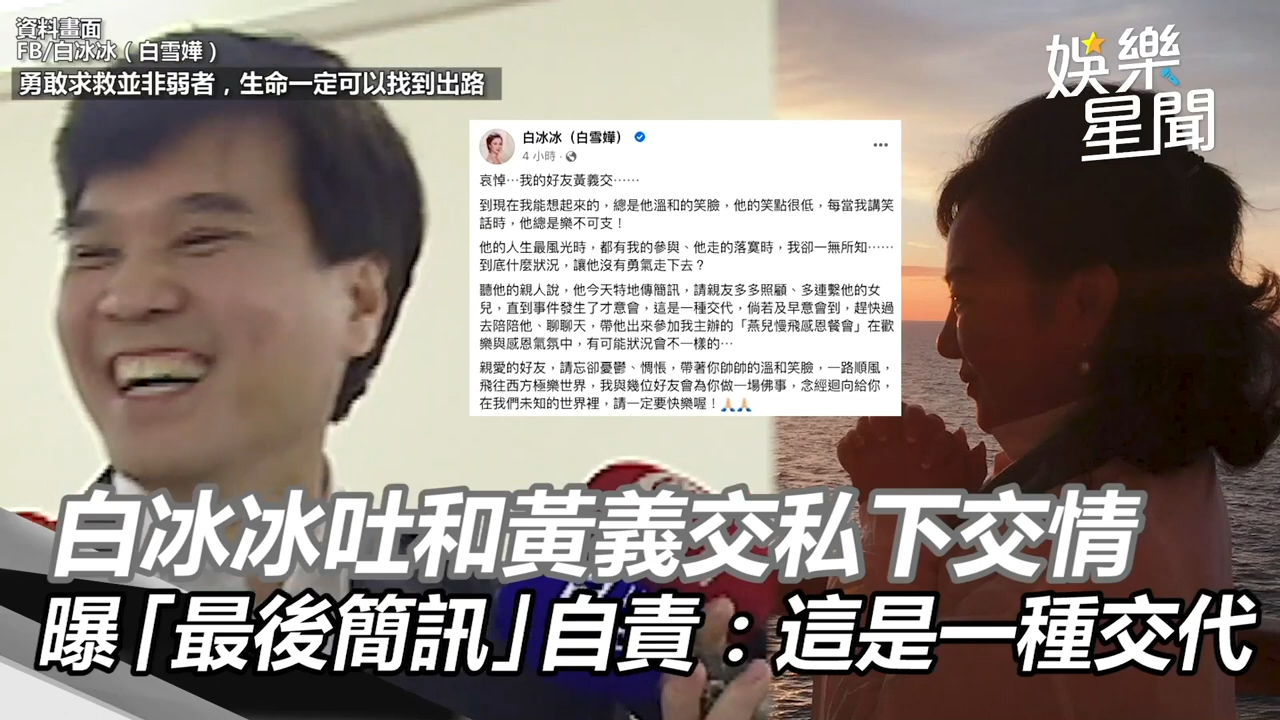 資料畫面
FB/白冰冰（白雪嬅）
勇敢求救並非弱者，生命一定可以找到出路
娛樂
星聞
白冰冰（白雪嬅）
4 小時
哀悼…我的好友黃義交……
到現在我能想起來的，總是他溫和的笑臉，他的笑點很低，每當我講笑
話時，他總是樂不可支！
他的人生最風光時，都有我的參與、他走的落寞時，我卻一無所知……
到底什麼狀況，讓他沒有勇氣走下去？
聽他的親人說，他今天特地傳簡訊，請親友多多照顧、多連繫他的女
兒，直到事件發生了才意會，這是一種交代，倘若及早意會到，趕快過
去陪陪他、聊聊天，帶他出來參加我主辦的「燕兒慢飛感恩餐會」在歡
樂與感恩氣氛中，有可能狀況會不一樣的…
親愛的好友，請忘卻憂鬱、惆悵，帶著你帥帥的溫和笑臉，一路順風，
飛往西方極樂世界，我與幾位好友會為你做一場佛事，念經迴向給你，
在我們未知的世界裡，請一定要快樂喔！🙏🙏
白冰冰吐和黃義交私下交情
曝「最後簡訊」自責：這是一種交代